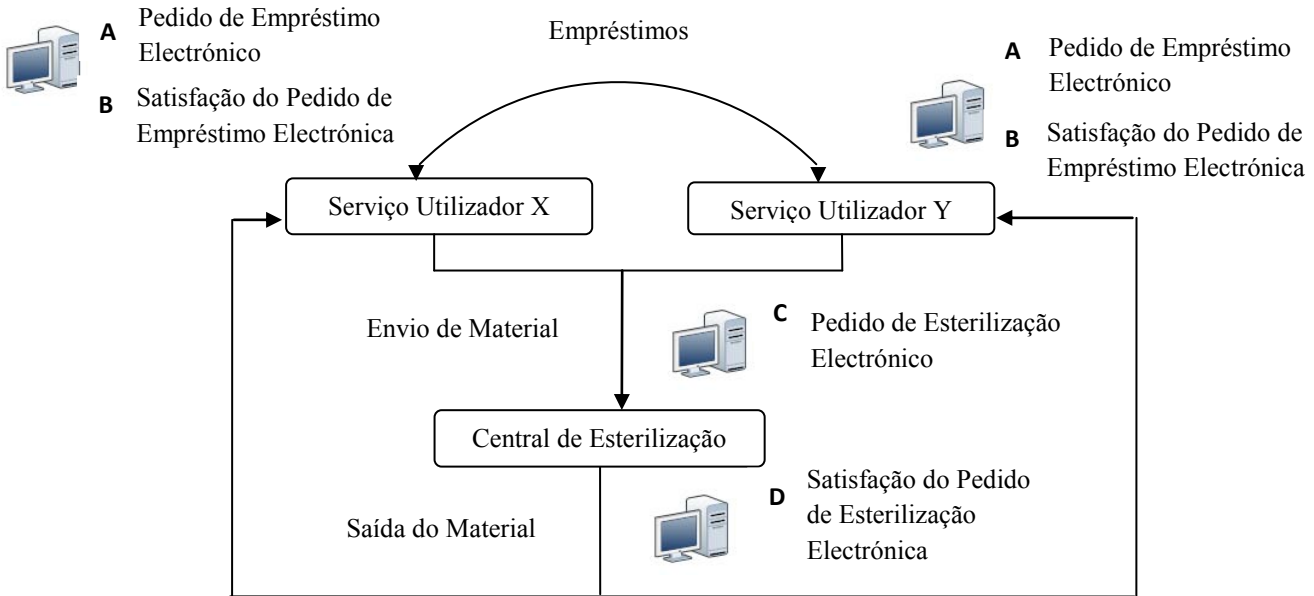 A Pedido de Empréstimo
Electrónico
B Satisfação do Pedido de
Empréstimo Electrónica
Empréstimos
A Pedido de Empréstimo
Electrónico
B Satisfação do Pedido de
Empréstimo Electrónica
Serviço Utilizador X
Serviço Utilizador Y
Envio de Material
C Pedido de Esterilização
Electrónico
Central de Esterilização
Saída do Material
D Satisfação do Pedido
de Esterilização
Electrónica